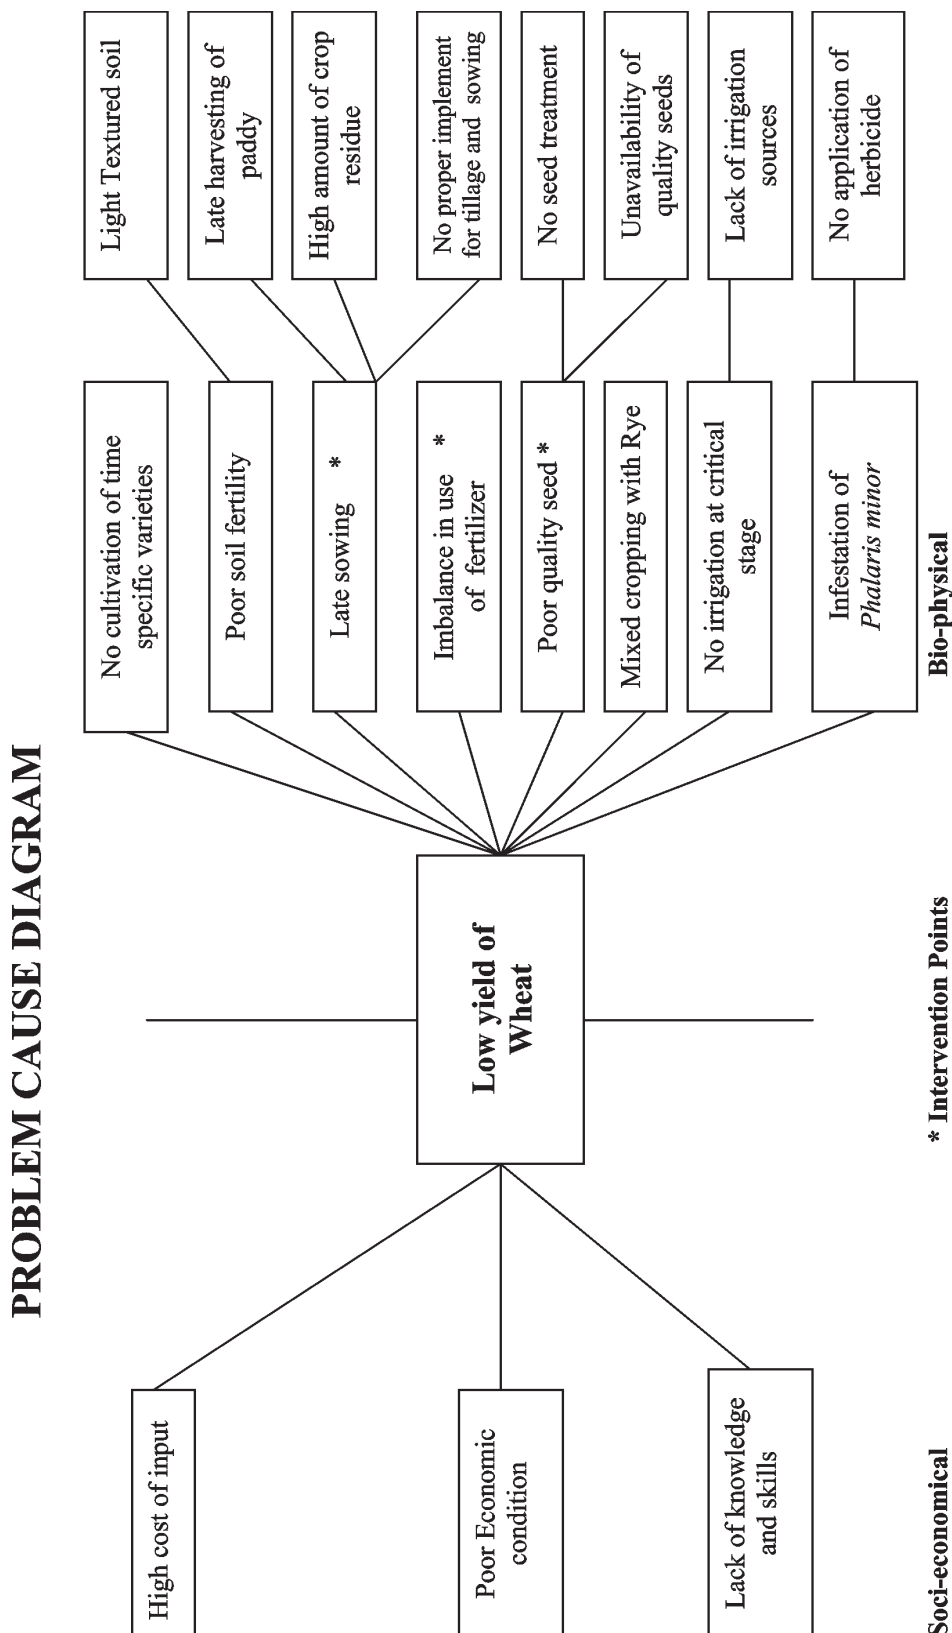 PROBLEM CAUSE DIAGRAM
High cost of input
Poor Economic
condition
Lack of knowledge
and skills
Low yield of
Wheat
No cultivation of time
specific varieties
Poor soil fertility
Late sowing *
Imbalance in use *
of fertilizer
Poor quality seed *
Mixed cropping with Rye
No irrigation at critical
stage
Infestation of
Phalaris minor
Light Textured soil
Late harvesting of
paddy
High amount of crop
residue
No proper implement
for tillage and sowing
No seed treatment
Unavailability of
quality seeds
Lack of irrigation
sources
No application of
herbicide
Soci-economical
* Intervention Points
Bio-physical